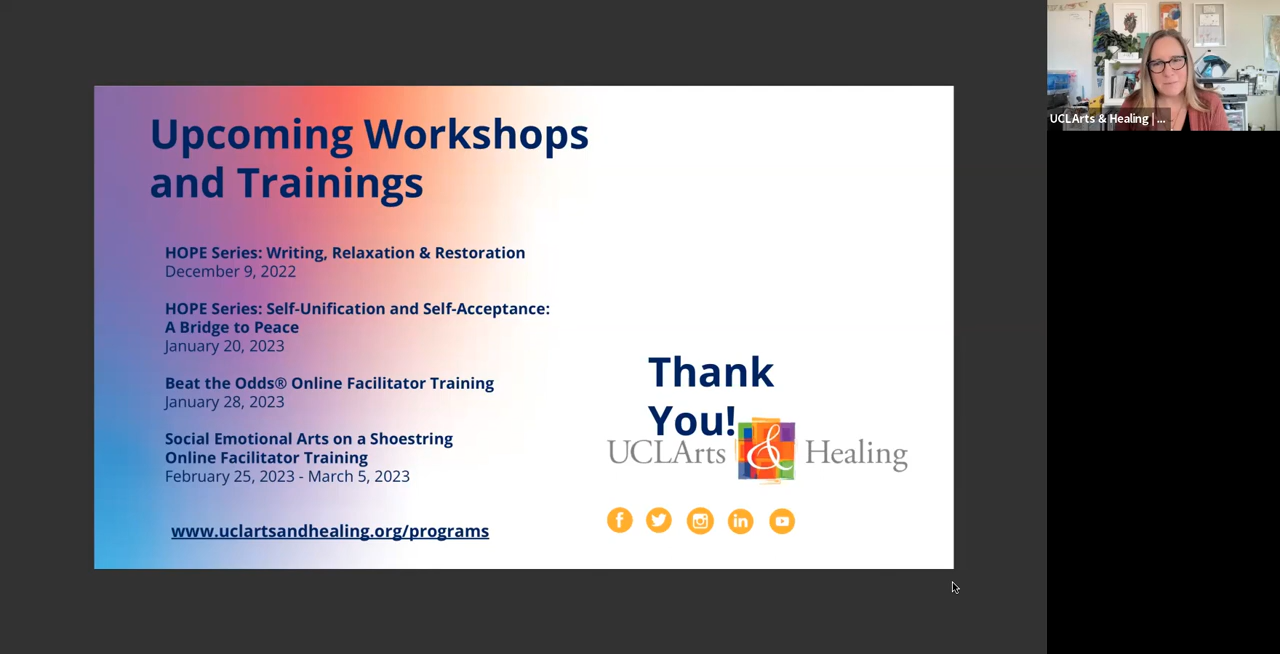 Upcoming Workshops
and Trainings
HOPE Series: Writing, Relaxation & Restoration
December 9, 2022
HOPE Series: Self-Unification and Self-Acceptance:
A Bridge to Peace
January 20, 2023
Beat the Odds® Online Facilitator Training
January 28, 2023
Social Emotional Arts on a Shoestring
Online Facilitator Training
February 25, 2023 - March 5, 2023
www.uclartsandhealing.org/programs
Thank
You!
UCLArts & Healing
UCLArts & Healing | ...